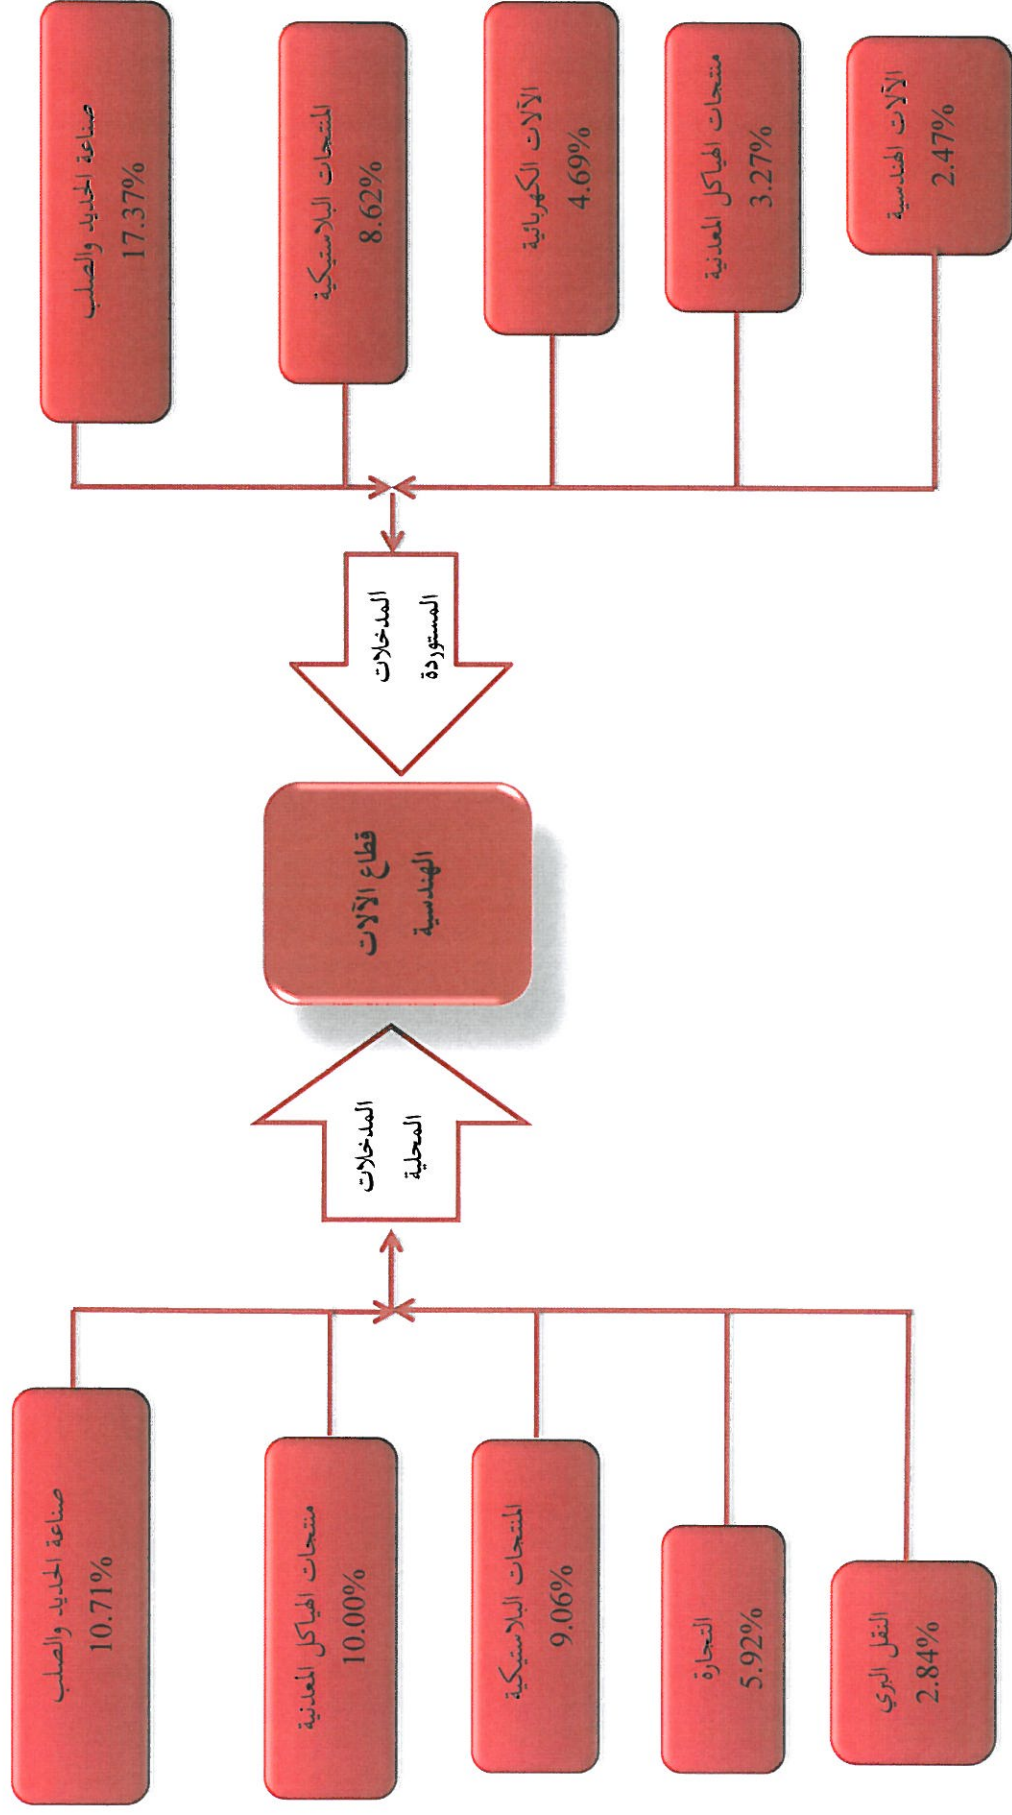 صناعة الحديد والصلب
17.37%
المنتجات البلاستيكية
8.62%
الآلات الكهربائية
4.69%
منتجات الهياكل المعدنية
3.27%
الآلات الهندسية
2.47%
المدخلات
المستوردة
قطاع الآلات
الهندسية
المدخلات
المحلية
صناعة الحديد والصلب
10.71%
منتجات الهياكل المعدنية
10.00%
المنتجات البلاستيكية
9.06%
التجارة
5.92%
النقل البري
2.84%